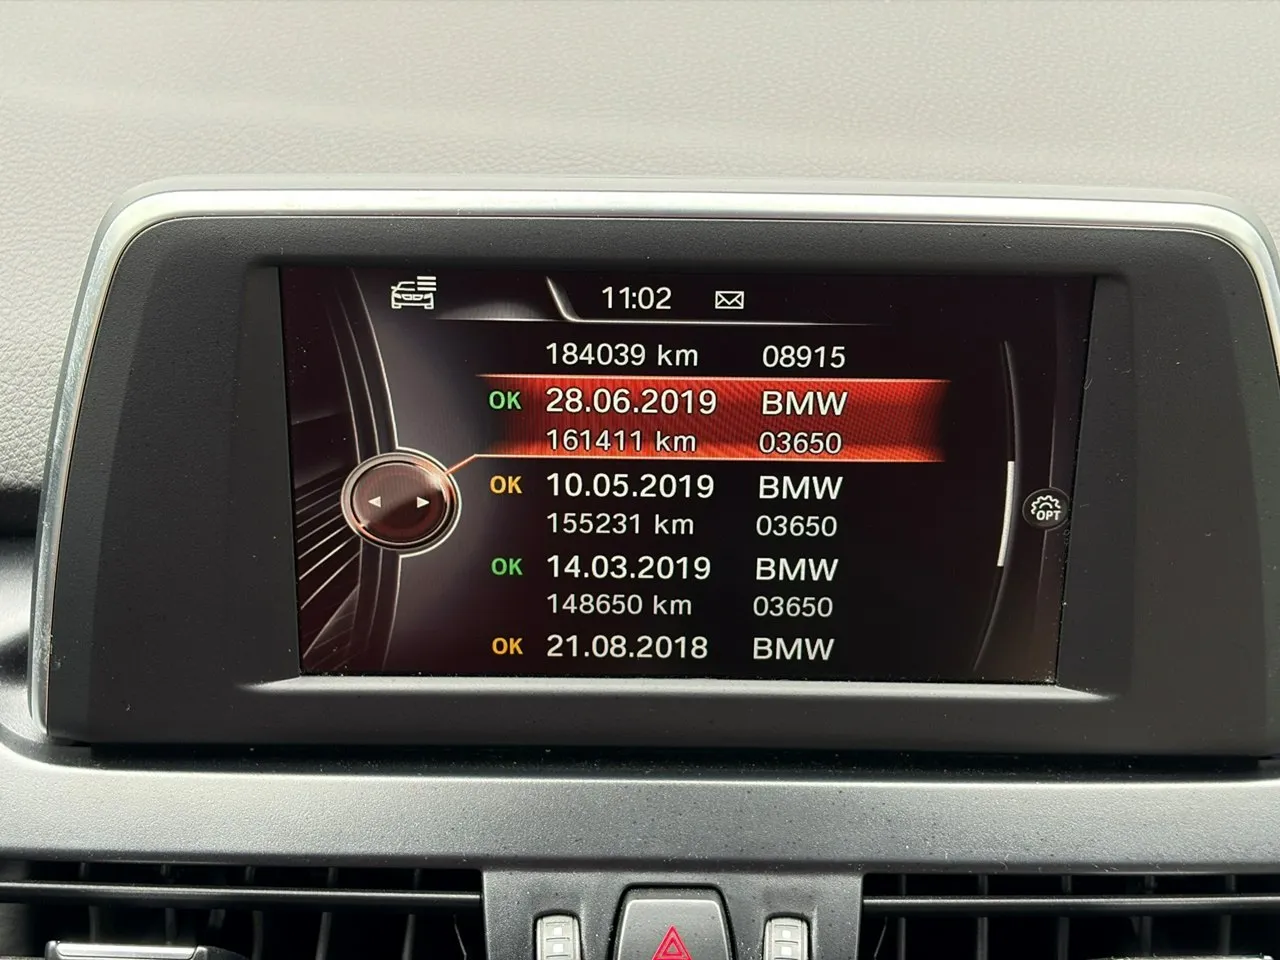 11:02
184039 km 08915
OK 28.06.2019 BMW
161411 km 03650
OK 10.05.2019 BMW
155231 km 03650
OPT
OK 14.03.2019 BMW
148650 km 03650
OK 21.08.2018 BMW